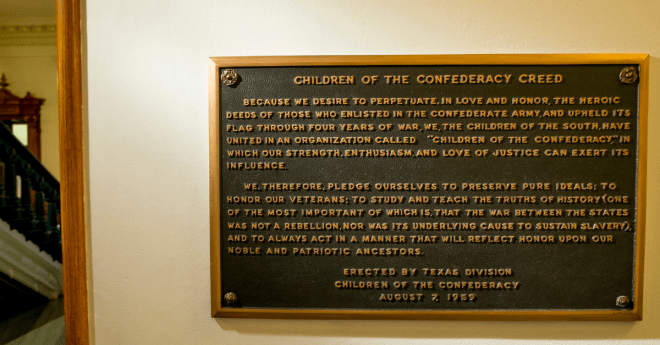 CHILDREN OF THE CONFEDERACY CREED
BECAUSE WE DESIRE TO PERPETUATE, IN LOVE AND HONOR, THE HEROIC
DEEDS OF THOSE WHO ENLISTED IN THE CONFEDERATE ARMY, AND UPHELD ITS
FLAG THROUGH FOUR YEARS OF WAR, WE, THE CHILDREN OF THE SOUTH, HAVE
UNITED IN AN ORGANIZATION CALLED "CHILDREN OF THE CONFEDERACY," IN
WHICH OUR STRENGTH, ENTHUSIASM, AND LOVE OF JUSTICE CAN EXERT ITS
INFLUENCE.
WE, THEREFORE, PLEDGE OURSELVES TO PRESERVE PURE IDEALS; TO
HONOR OUR VETERANS; TO STUDY AND TEACH THE TRUTHS OF HISTORY (ONE
OF THE MOST IMPORTANT OF WHICH IS, THAT THE WAR BETWEEN THE STATES
WAS NOT A REBELLION, NOR WAS ITS UNDERLYING CAUSE TO SUSTAIN SLAVERY),
AND TO ALWAYS ACT IN A MANNER THAT WILL REFLECT HONOR UPON OUR
NOBLE AND PATRIOTIC ANCESTORS.
ERECTED BY TEXAS DIVISION
CHILDREN OF THE CONFEDERACY
AUGUST 7, 1959